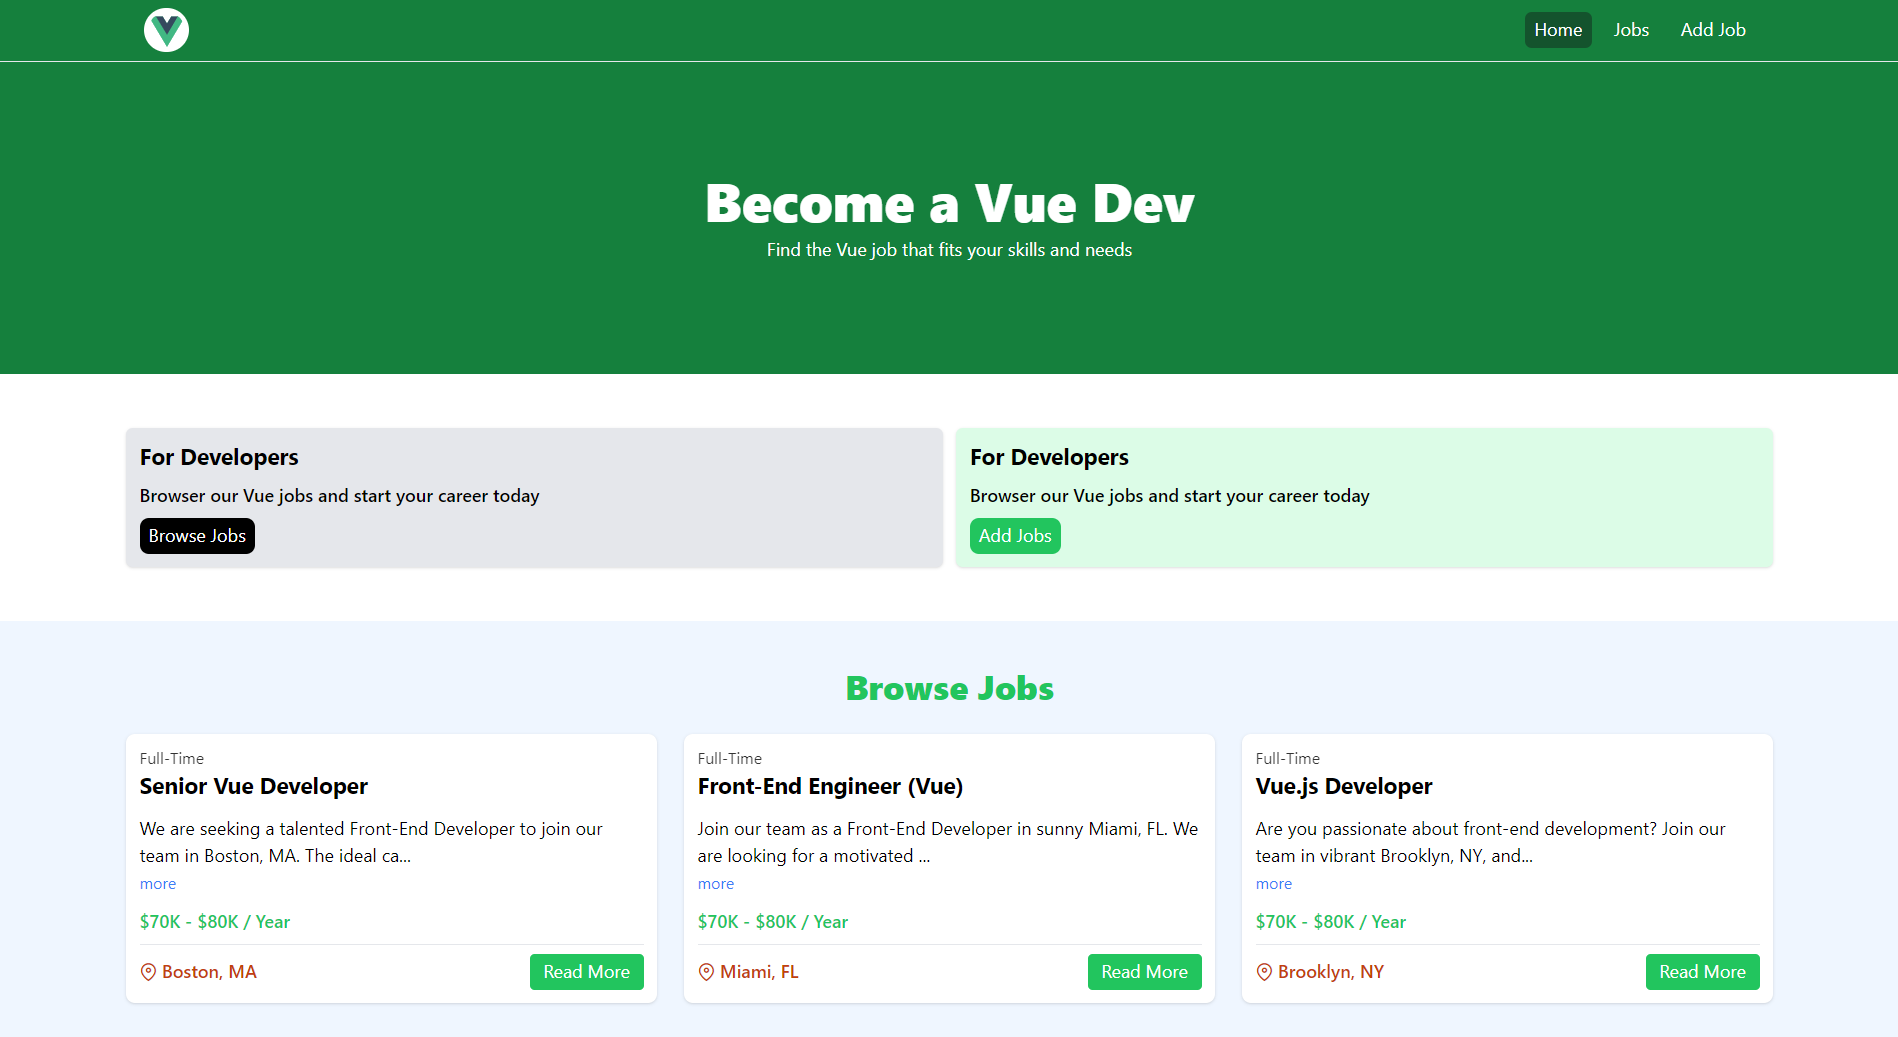 Home Jobs Add Job
Become a Vue Dev
Find the Vue job that fits your skills and needs
For Developers
Browser our Vue jobs and start your career today
Browse Jobs
For Developers
Browser our Vue jobs and start your career today
Add Jobs
Browse Jobs
Full-Time
Senior Vue Developer
We are seeking a talented Front-End Developer to join our
team in Boston, MA. The ideal ca...
more
$70K - $80K / Year
Boston, MA
Read More
Full-Time
Front-End Engineer (Vue)
Join our team as a Front-End Developer in sunny Miami, FL. We
are looking for a motivated ...
more
$70K - $80K / Year
Miami, FL
Read More
Full-Time
Vue.js Developer
Are you passionate about front-end development? Join our
team in vibrant Brooklyn, NY, and...
more
$70K - $80K / Year
Brooklyn, NY
Read More